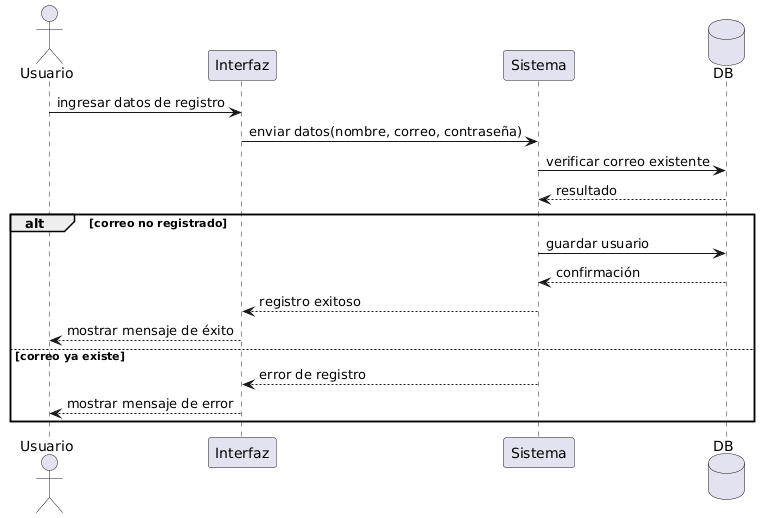 Usuario
Interfaz
Sistema
DB
ingresar datos de registro
enviar datos(nombre, correo, contraseña)
verificar correo existente
resultado
alt [correo no registrado]
guardar usuario
confirmación
registro exitoso
mostrar mensaje de éxito
[correo ya existe]
error de registro
mostrar mensaje de error
Usuario
Interfaz
Sistema
DB